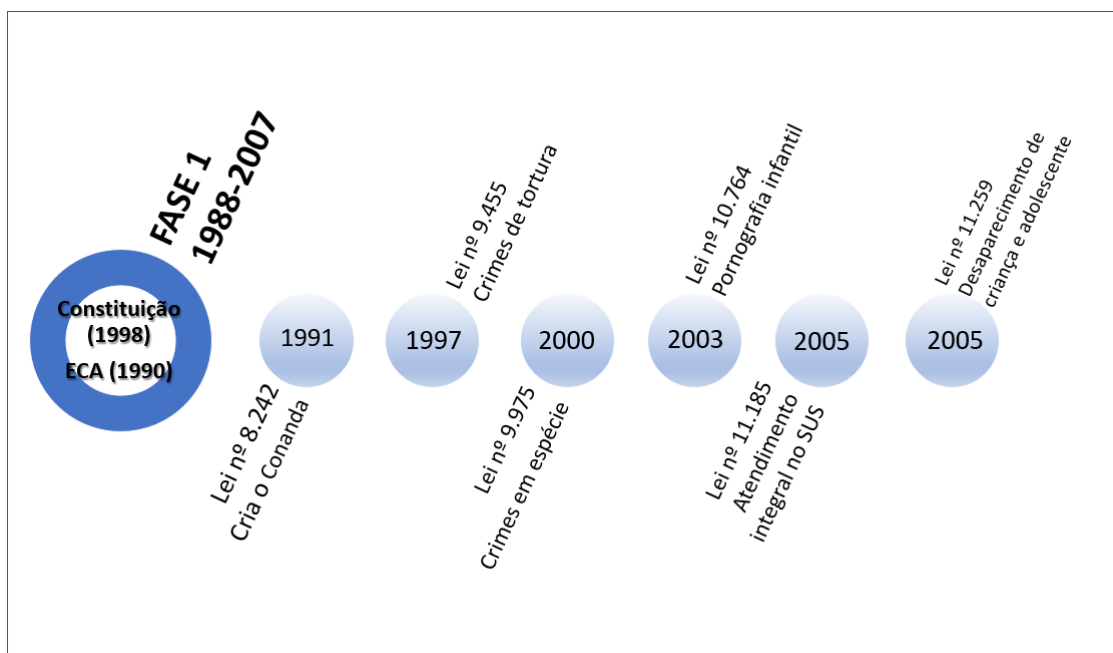 FASE 1
1988-2007
Constituição
(1998)
ECA (1990)
1991
Lei nº 8.242
Cria o Conanda
1997
Lei nº 9.455
Crimes de tortura
2000
Lei nº 9.975
Crimes em espécie
2003
Lei nº 10.764
Pornografia infantil
2005
Lei nº 11.185
Atendimento
integral no SUS
2005
Lei nº 11.259
Desaparecimento de
criança e adolescente